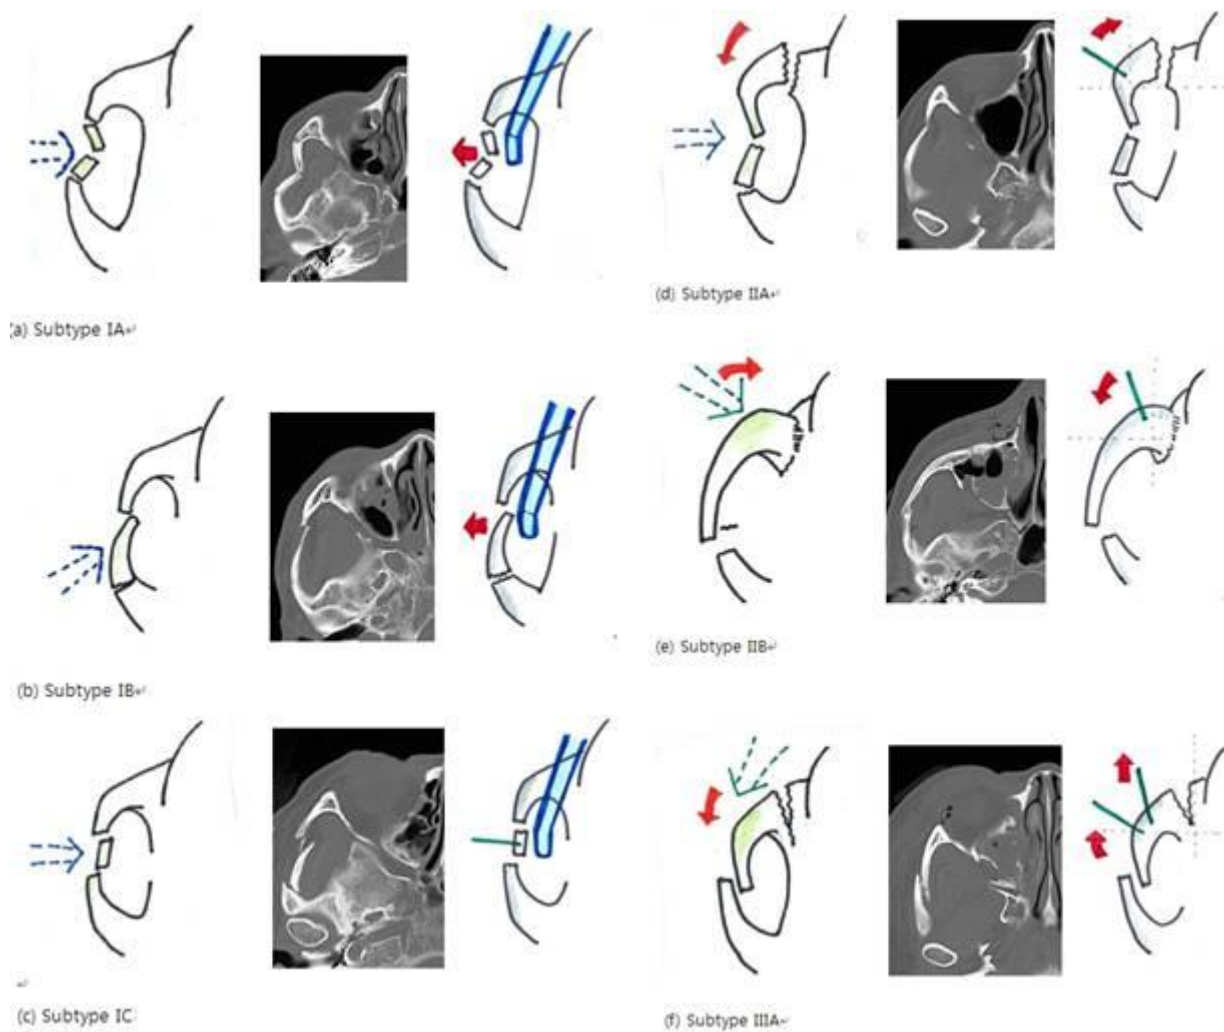 (a) Subtype IA↵
(b) Subtype IB↵
(c) Subtype IC
(d) Subtype IIA↵
(e) Subtype IIB↵
(f) Subtype IIIA↵